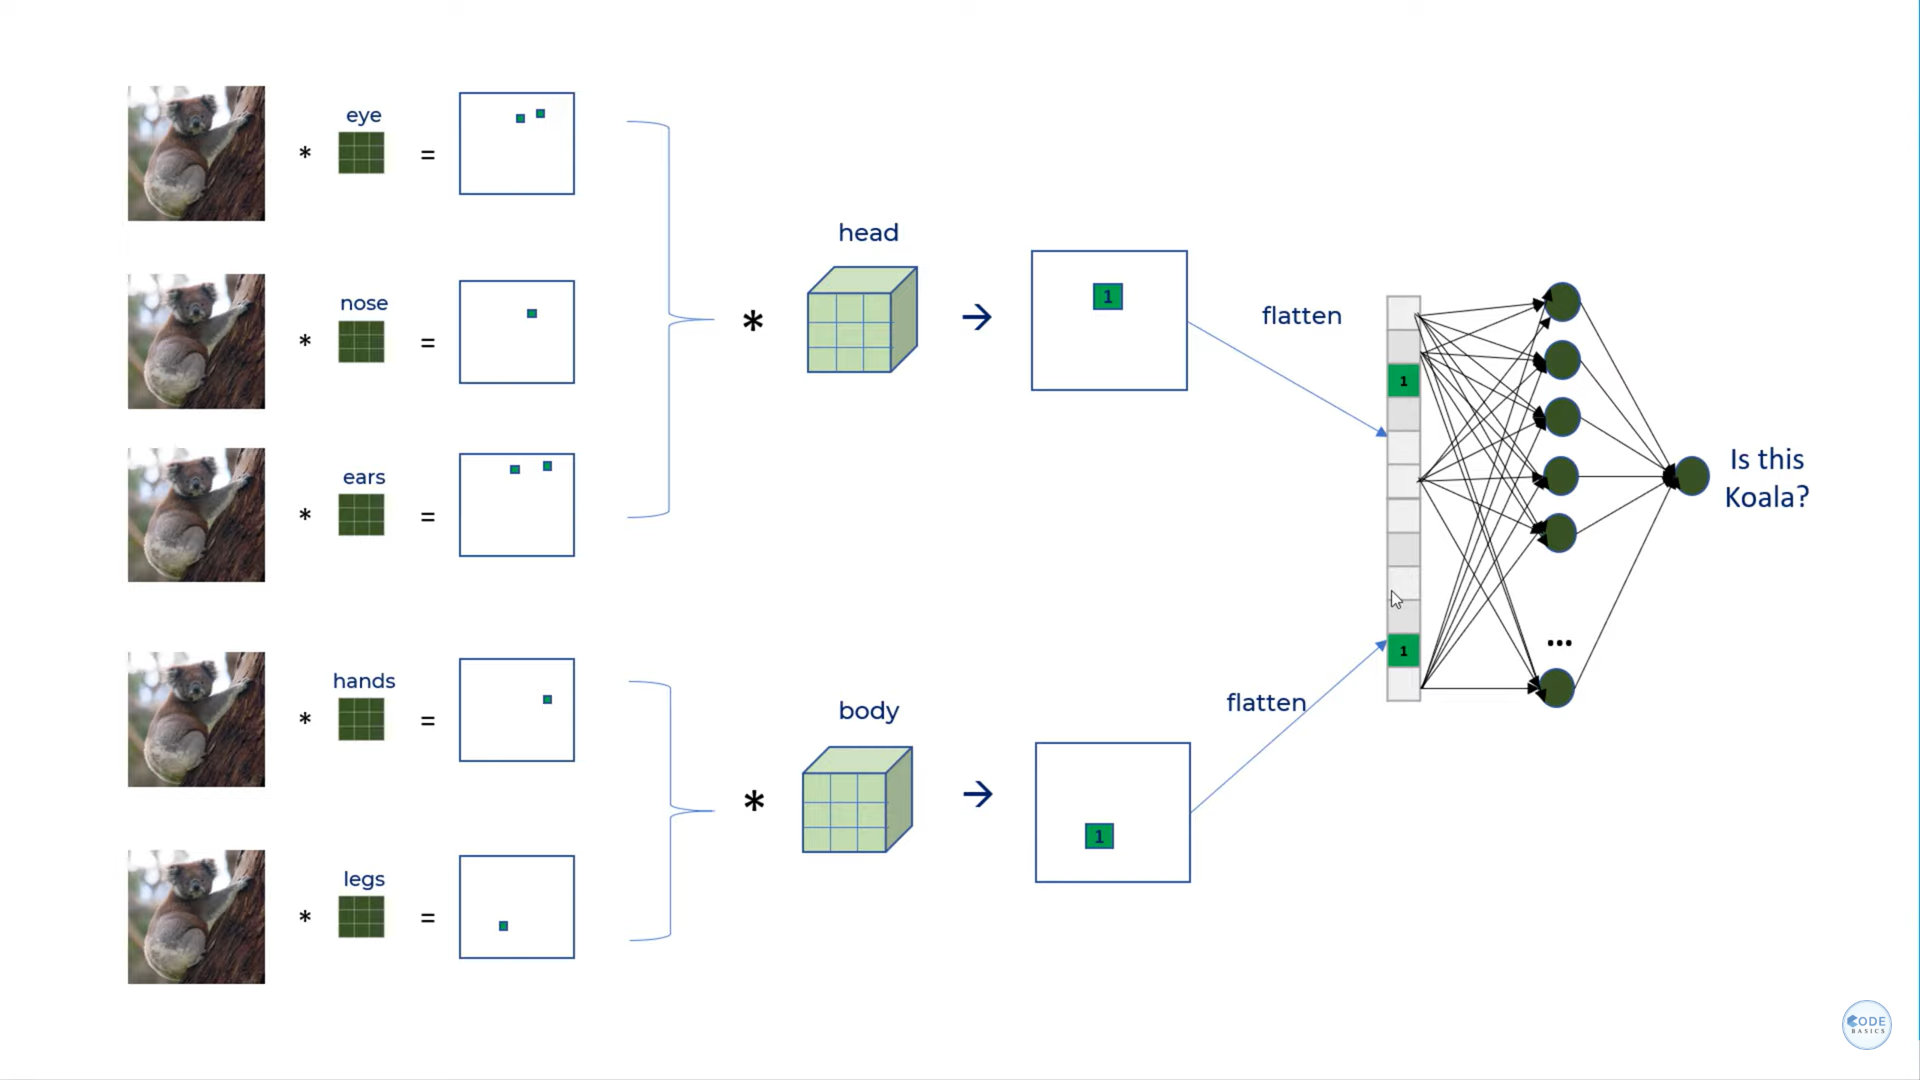 eye
* =
nose
* =
ears
* =
head
*
→
1
flatten
1
Is this
Koala?
hands
* =
legs
* =
body
*
→
1
flatten
1
...
CODE
BASICS